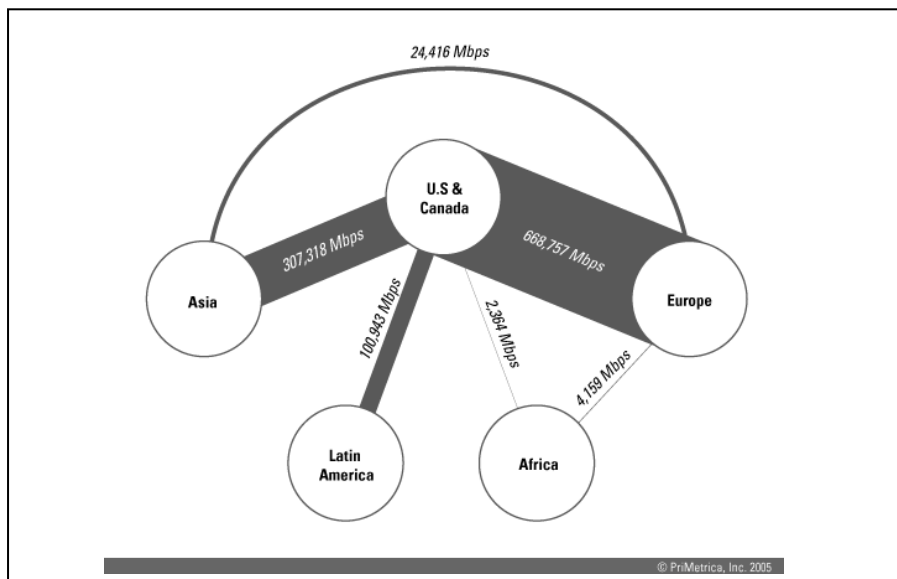 24,416 Mbps
U.S &
Canada
307,318 Mbps
668,757 Mbps
Asia
Europe
100,943 Mbps
2,364 Mbps
4,159 Mbps
Latin
America
Africa
© PriMetrica, Inc. 2005